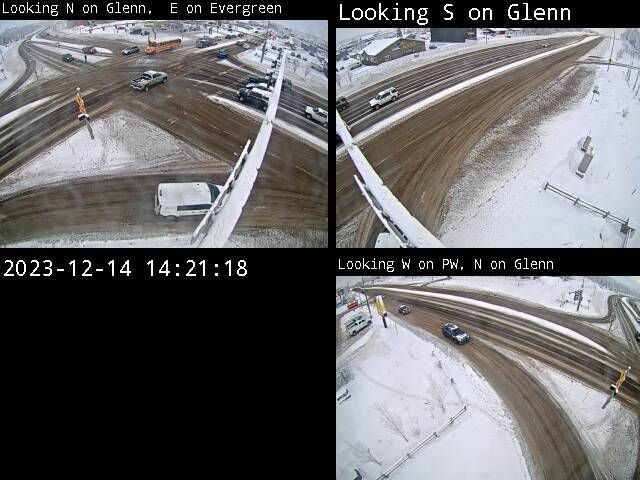 Looking N on Glenn,  E on Evergreen
Looking S on Glenn
2023-12-14 14:21:18
Looking W on PW, N on Glenn